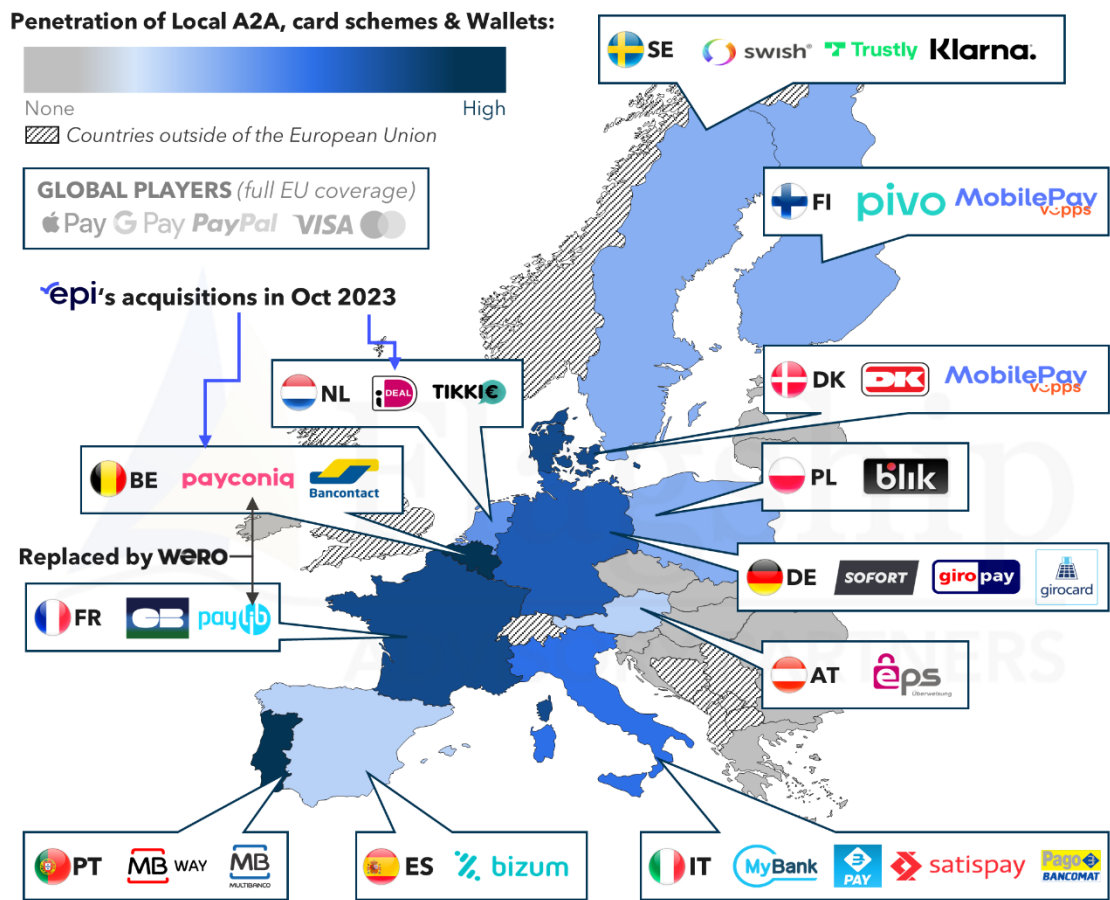 Penetration of Local A2A, card schemes & Wallets:
None
High
Countries outside of the European Union
GLOBAL PLAYERS (full EU coverage)
Pay G Pay PayPal VISA
epi's acquisitions in Oct 2023
SE swish® Trustly Klarna.
FI pivo MobilePay
vipps
NL iDEAL TIKKIE
DK DK MobilePay
vipps
BE payconiq Bancontact
PL blik
Replaced by wero
DE SOFORT giropay girocard
FR CB paylib
AT eps
Überweisung
PARTNERS
PT MB WAY MB
MULTIBANCO
ES bizum
IT MyBank PAY satispay Pago
BANCOMAT